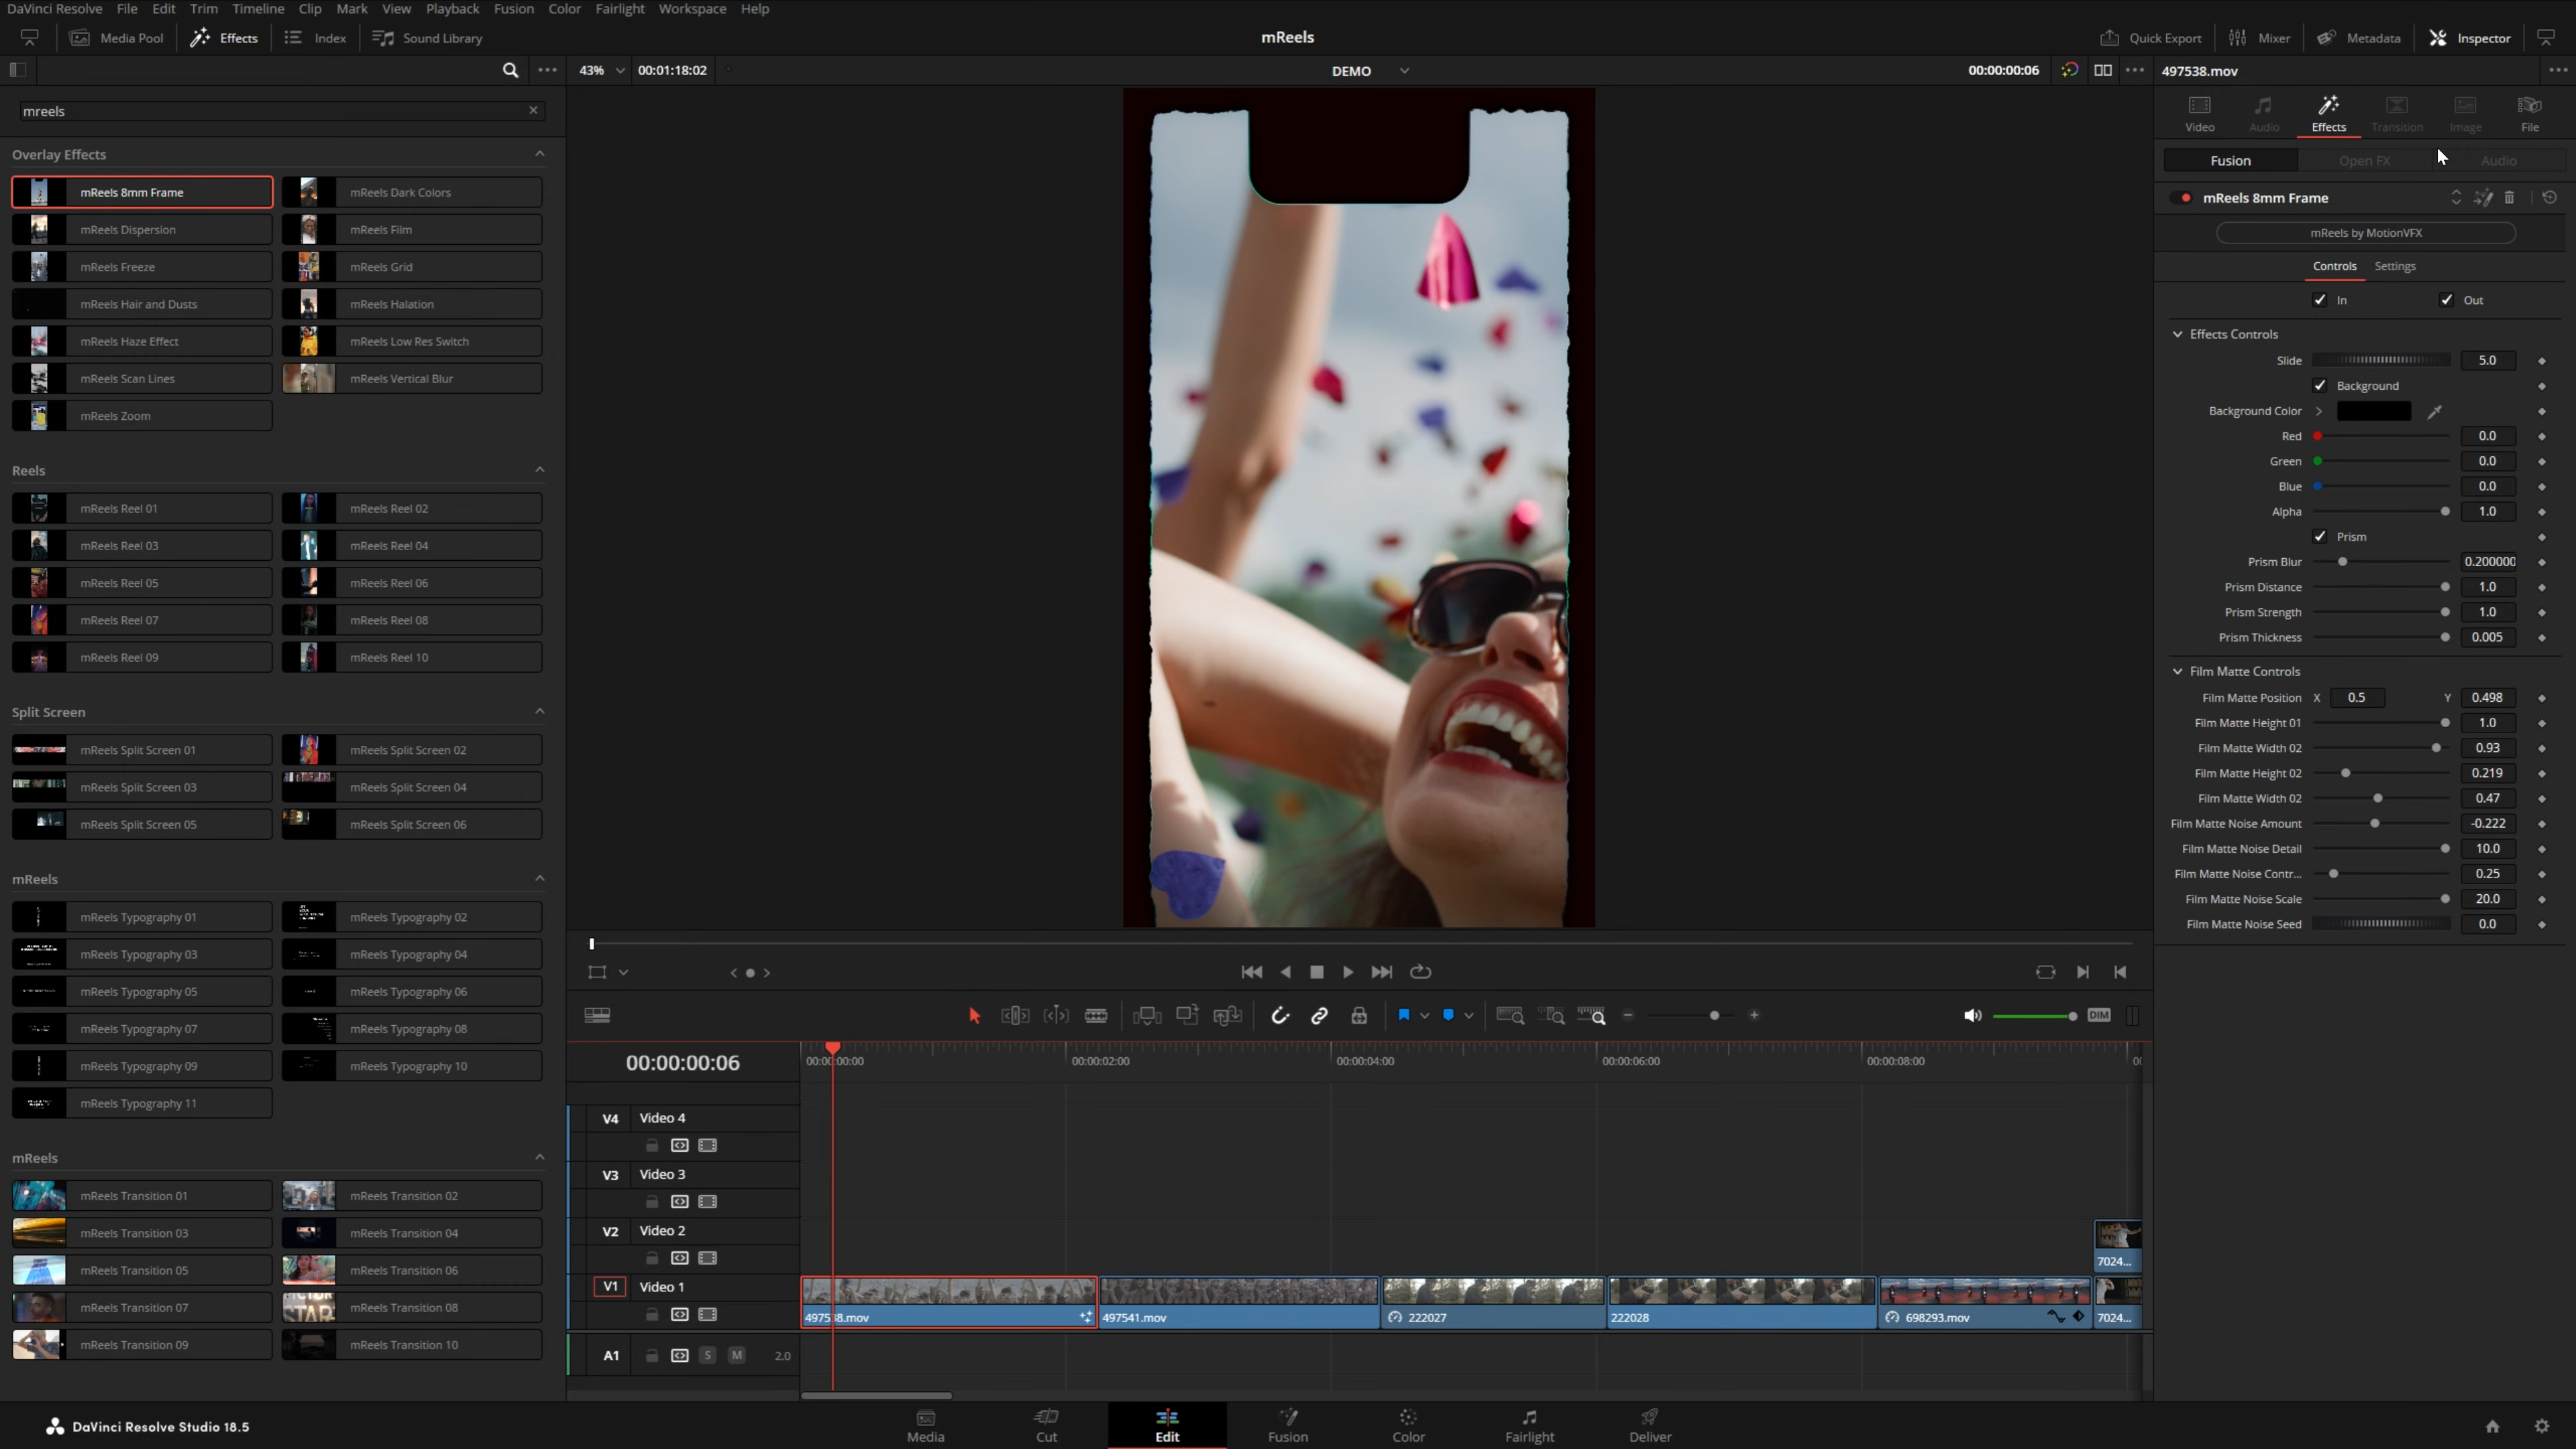 DaVinci Resolve File Edit Trim Timeline Clip Mark View Playback Fusion Color Fairlight Workspace Help
Media Pool Effects Index Sound Library mReels Quick Export Mixer Metadata Inspector
43% 00:01:18:02 DEMO 00:00:00:06 497538.mov
mreels
Video Audio Effects Transition Image File
Overlay Effects
Fusion Open FX Audio
mReels 8mm Frame mReels Dark Colors
mReels Dispersion mReels Film
mReels Freeze mReels Grid
mReels Hair and Dusts mReels Halation
mReels Haze Effect mReels Low Res Switch
mReels Scan Lines mReels Vertical Blur
mReels Zoom
Reels
mReels Reel 01 mReels Reel 02
mReels Reel 03 mReels Reel 04
mReels Reel 05 mReels Reel 06
mReels Reel 07 mReels Reel 08
mReels Reel 09 mReels Reel 10
Split Screen
mReels Split Screen 01 mReels Split Screen 02
mReels Split Screen 03 mReels Split Screen 04
mReels Split Screen 05 mReels Split Screen 06
mReels
mReels Typography 01 mReels Typography 02
mReels Typography 03 mReels Typography 04
mReels Typography 05 mReels Typography 06
mReels Typography 07 mReels Typography 08
mReels Typography 09 mReels Typography 10
mReels Typography 11
mReels
mReels Transition 01 mReels Transition 02
mReels Transition 03 mReels Transition 04
mReels Transition 05 mReels Transition 06
mReels Transition 07 mReels Transition 08
mReels Transition 09 mReels Transition 10
mReels 8mm Frame
mReels by MotionVFX
Controls Settings
In Out
Effects Controls
Slide 5.0
Background
Background Color
Red 0.0
Green 0.0
Blue 0.0
Alpha 1.0
Prism
Prism Blur 0.200000
Prism Distance 1.0
Prism Strength 1.0
Prism Thickness 0.005
Film Matte Controls
Film Matte Position X 0.5 Y 0.498
Film Matte Height 01 1.0
Film Matte Width 02 0.93
Film Matte Height 02 0.219
Film Matte Width 02 0.47
Film Matte Noise Amount -0.222
Film Matte Noise Detail 10.0
Film Matte Noise Contr... 0.25
Film Matte Noise Scale 20.0
Film Matte Noise Seed 0.0
DIM
00:00:00:06 00:00:00:00 00:00:02:00 00:00:04:00 00:00:06:00 00:00:08:00
V4 Video 4
V3 Video 3
V2 Video 2
7024...
V1 Video 1
497538.mov 497541.mov 222027 222028 698293.mov 7024...
A1 S M 2.0
DaVinci Resolve Studio 18.5
Media Cut Edit Fusion Color Fairlight Deliver